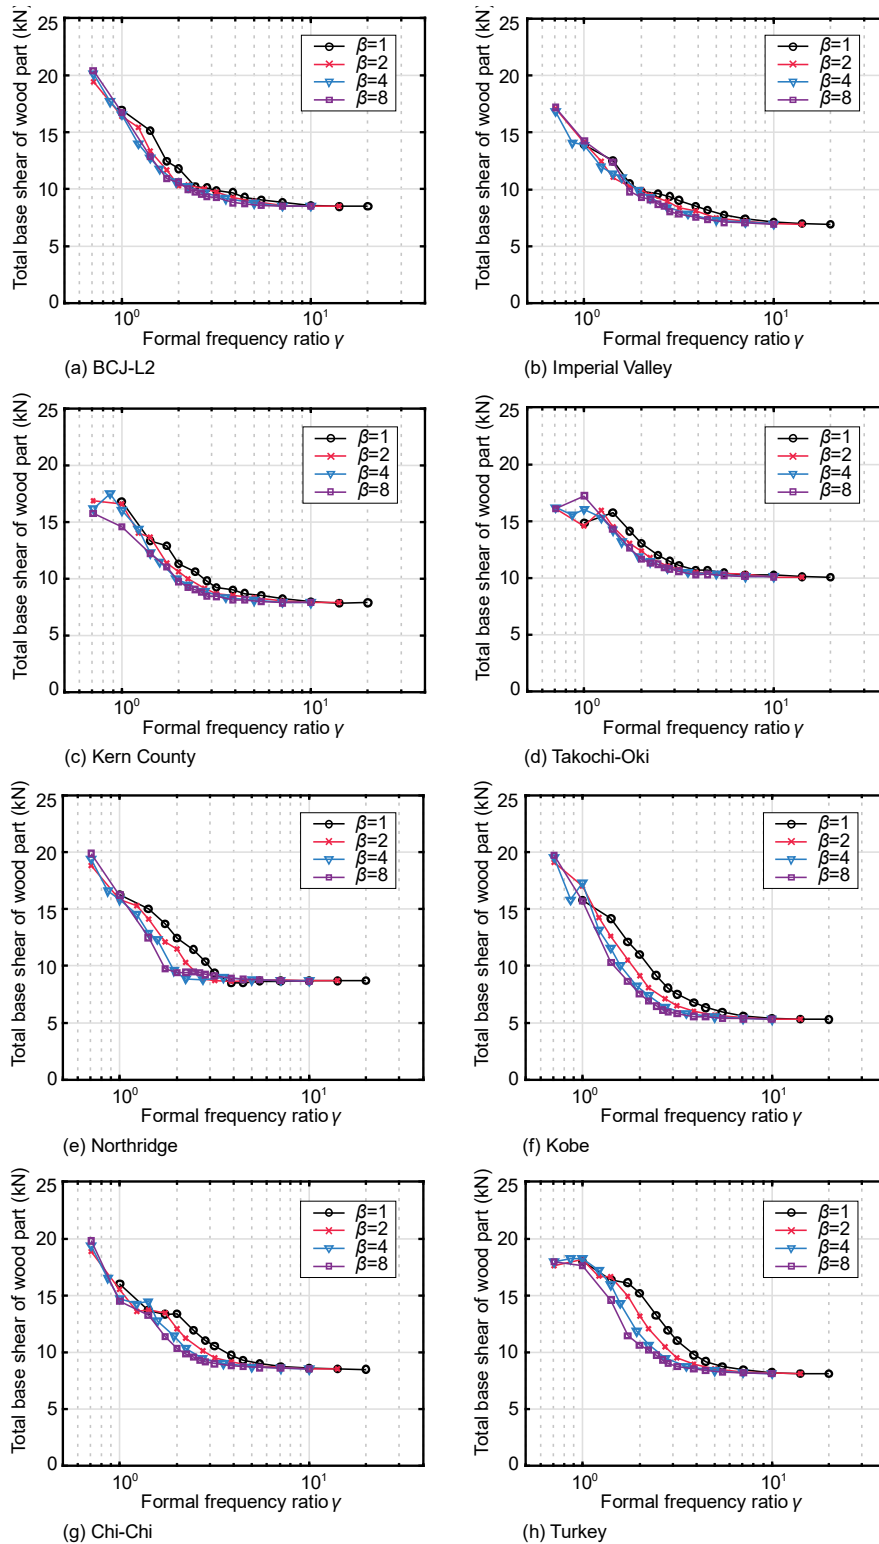 Total base shear of wood part (kN)
25
20
15
10
5
0
β=1
β=2
β=4
β=8
10⁰
10¹
Formal frequency ratio γ
(a) BCJ-L2
Total base shear of wood part (kN)
25
20
15
10
5
0
β=1
β=2
β=4
β=8
10⁰
10¹
Formal frequency ratio γ
(b) Imperial Valley
Total base shear of wood part (kN)
25
20
15
10
5
0
β=1
β=2
β=4
β=8
10⁰
10¹
Formal frequency ratio γ
(c) Kern County
Total base shear of wood part (kN)
25
20
15
10
5
0
β=1
β=2
β=4
β=8
10⁰
10¹
Formal frequency ratio γ
(d) Takochi-Oki
Total base shear of wood part (kN)
25
20
15
10
5
0
β=1
β=2
β=4
β=8
10⁰
10¹
Formal frequency ratio γ
(e) Northridge
Total base shear of wood part (kN)
25
20
15
10
5
0
β=1
β=2
β=4
β=8
10⁰
10¹
Formal frequency ratio γ
(f) Kobe
Total base shear of wood part (kN)
25
20
15
10
5
0
β=1
β=2
β=4
β=8
10⁰
10¹
Formal frequency ratio γ
(g) Chi-Chi
Total base shear of wood part (kN)
25
20
15
10
5
0
β=1
β=2
β=4
β=8
10⁰
10¹
Formal frequency ratio γ
(h) Turkey